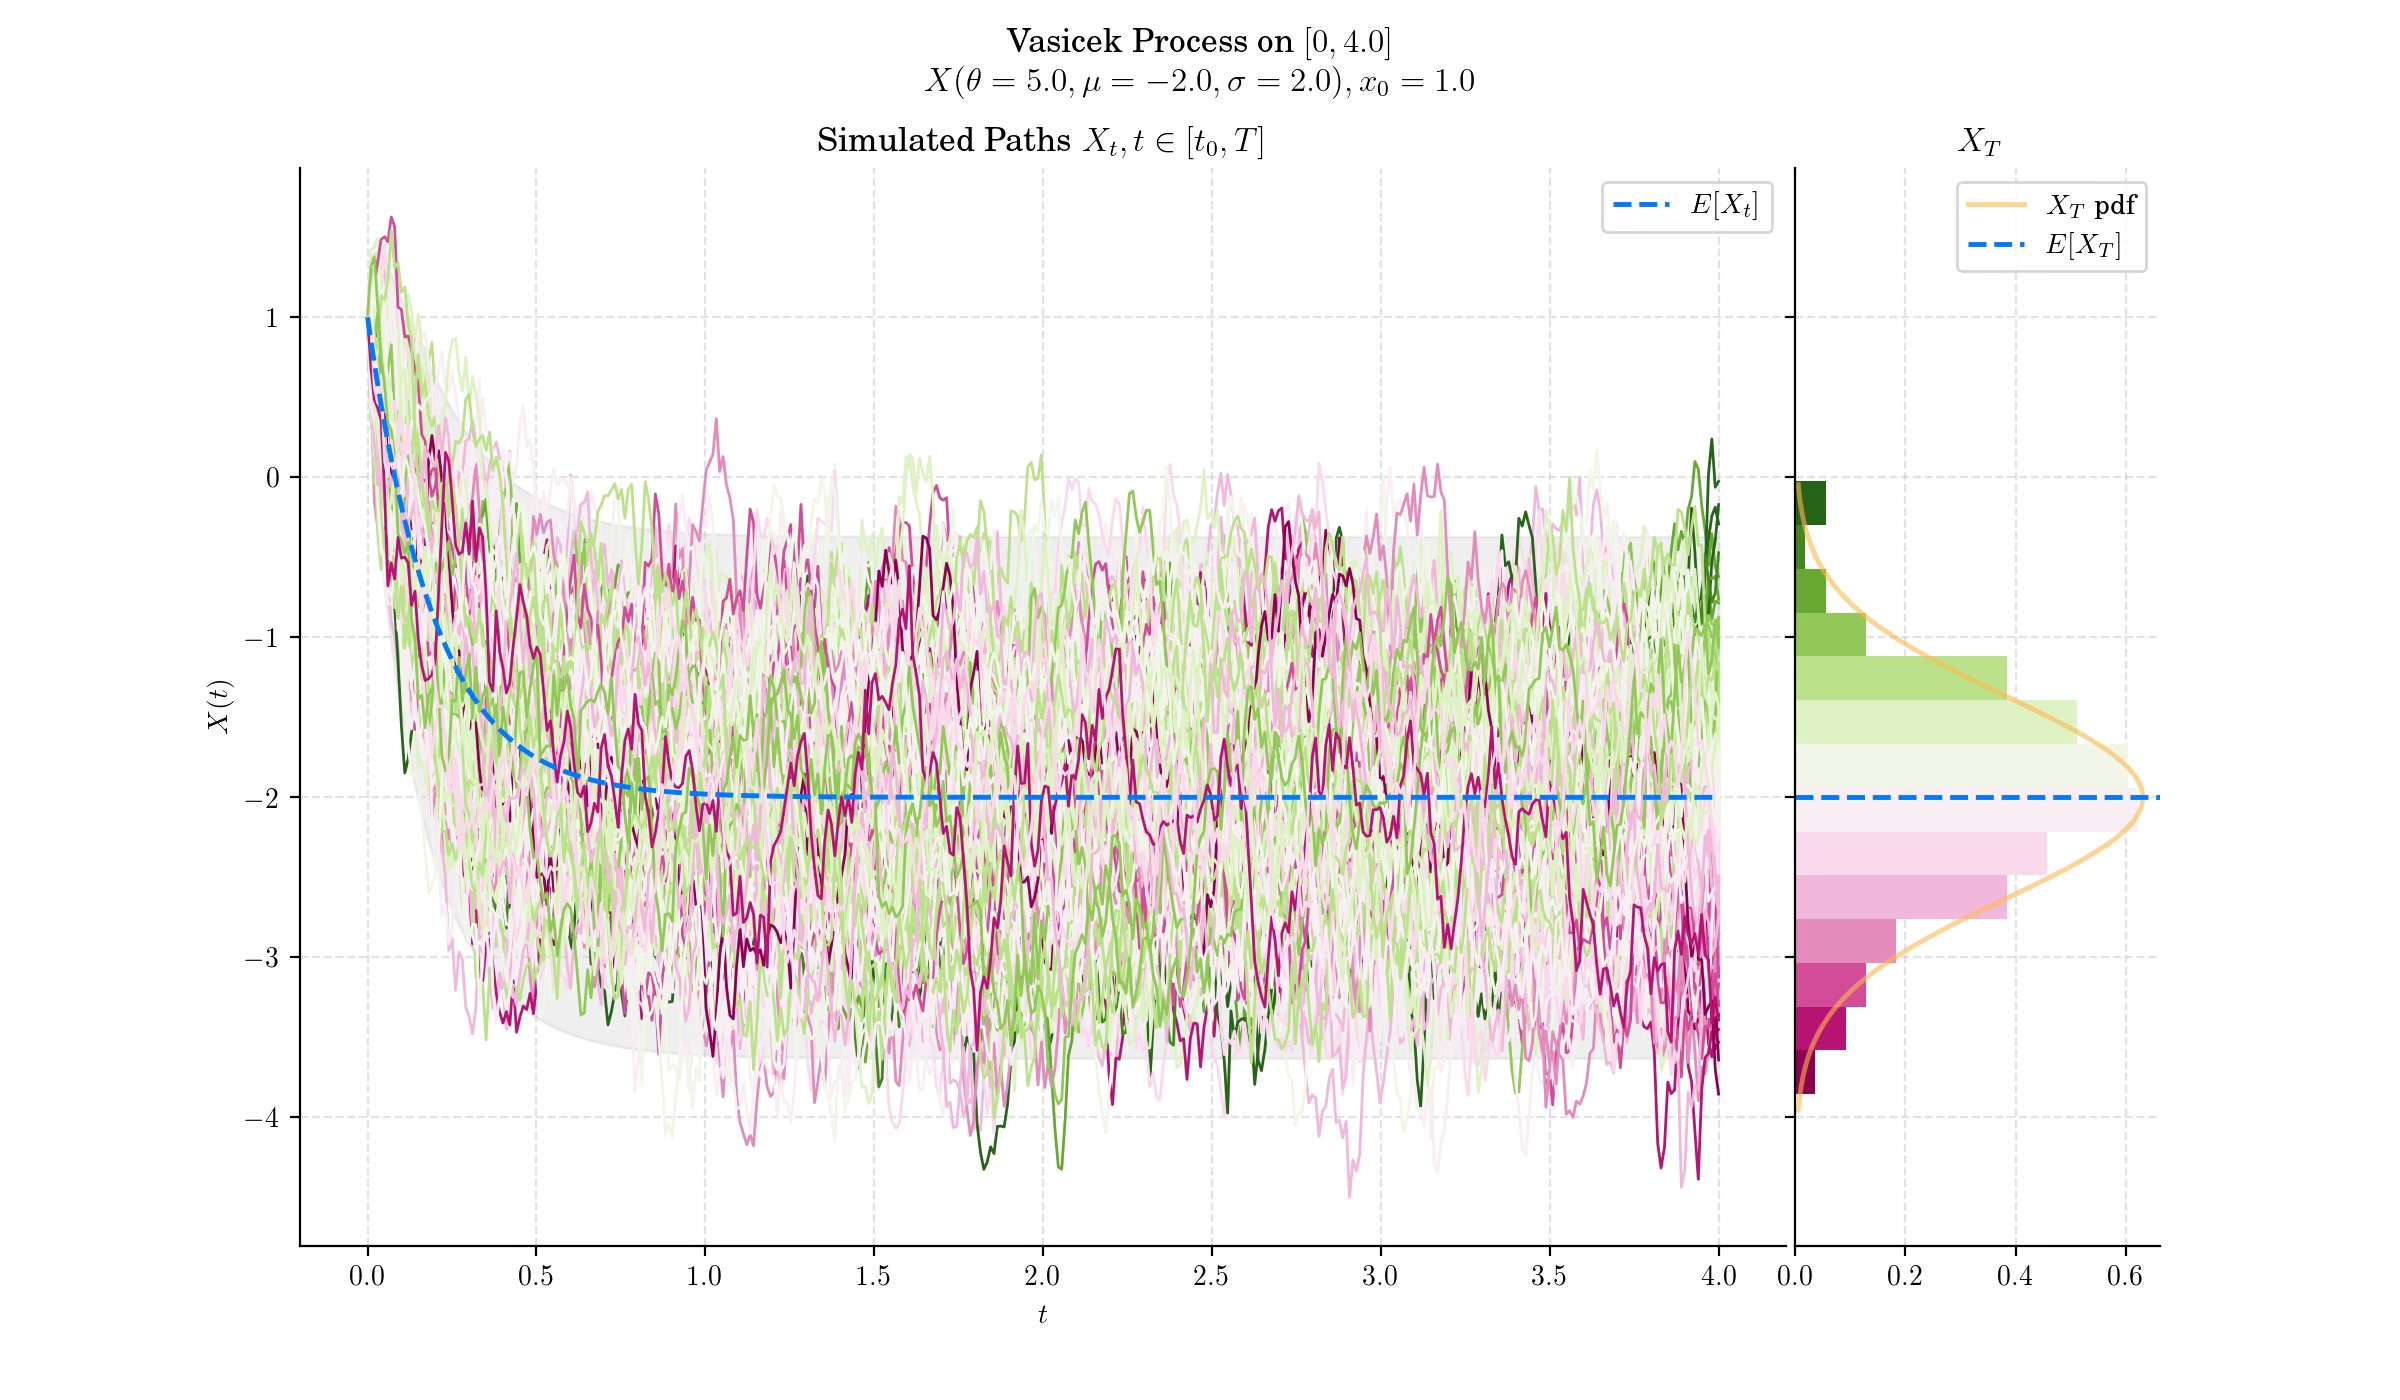 Vasicek Process on [0, 4.0]
X(θ = 5.0, μ = −2.0, σ = 2.0), x₀ = 1.0
Simulated Paths Xₜ, t ∈ [t₀, T]
E[Xₜ]
1
0
−1
−2
−3
−4
X(t)
0.0 0.5 1.0 1.5 2.0 2.5 3.0 3.5 4.0
t
X_T
X_T pdf
E[X_T]
0.0 0.2 0.4 0.6